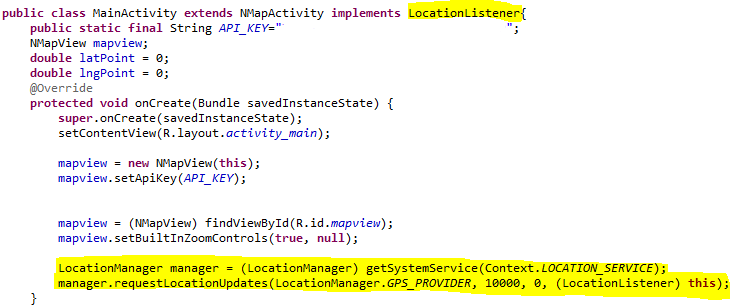 public class MainActivity extends NMapActivity implements LocationListener{
public static final String API_KEY=" ";
NMapView mapview;
double latPoint = 0;
double lngPoint = 0;
@Override
protected void onCreate(Bundle savedInstanceState) {
super.onCreate(savedInstanceState);
setContentView(R.layout.activity_main);
mapview = new NMapView(this);
mapview.setApiKey(API_KEY);
mapview = (NMapView) findViewById(R.id.mapview);
mapview.setBuiltInZoomControls(true, null);
LocationManager manager = (LocationManager) getSystemService(Context.LOCATION_SERVICE);
manager.requestLocationUpdates(LocationManager.GPS_PROVIDER, 10000, 0, (LocationListener) this);
}